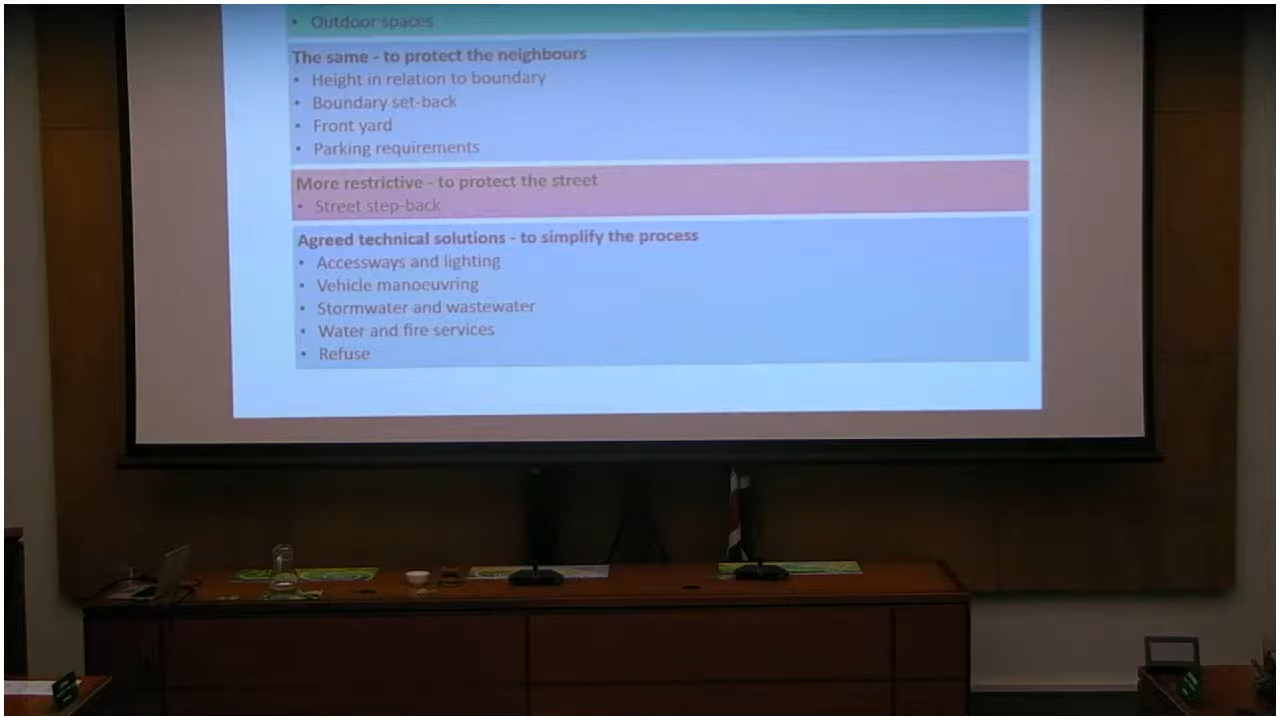 • Outdoor spaces
The same - to protect the neighbours
• Height in relation to boundary
• Boundary set-back
• Front yard
• Parking requirements
More restrictive - to protect the street
• Street step-back
Agreed technical solutions - to simplify the process
• Accessways and lighting
• Vehicle manoeuvring
• Stormwater and wastewater
• Water and fire services
• Refuse